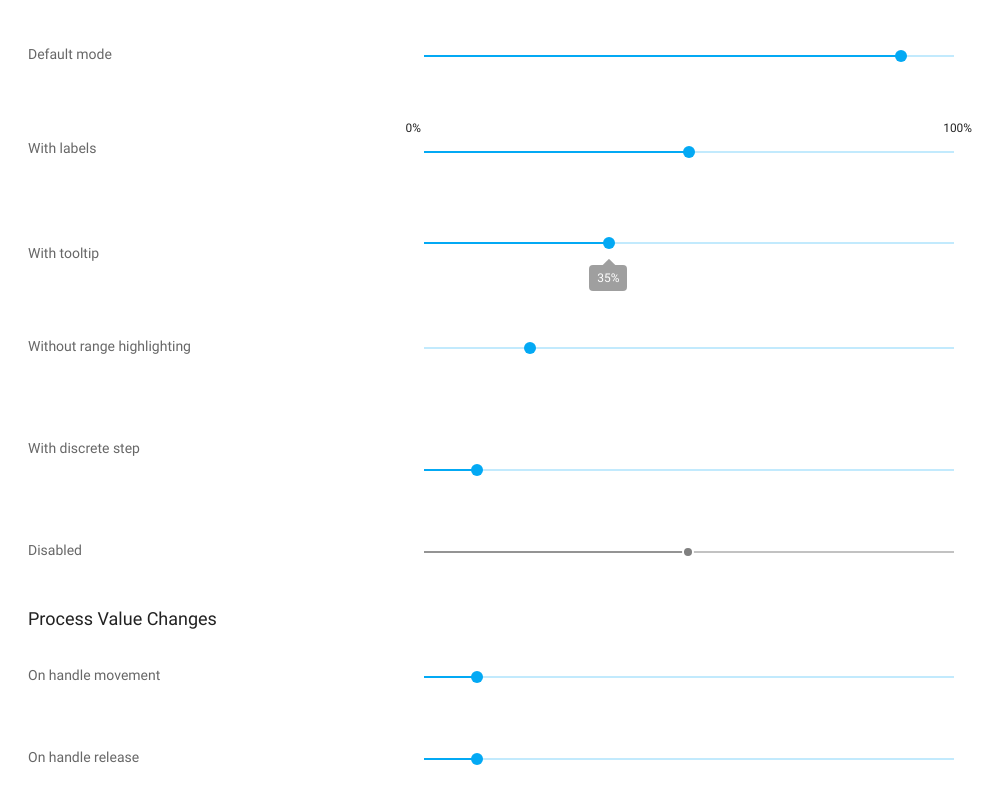 Default mode
0%
100%
With labels
With tooltip
35%
Without range highlighting
With discrete step
Disabled
Process Value Changes
On handle movement
On handle release